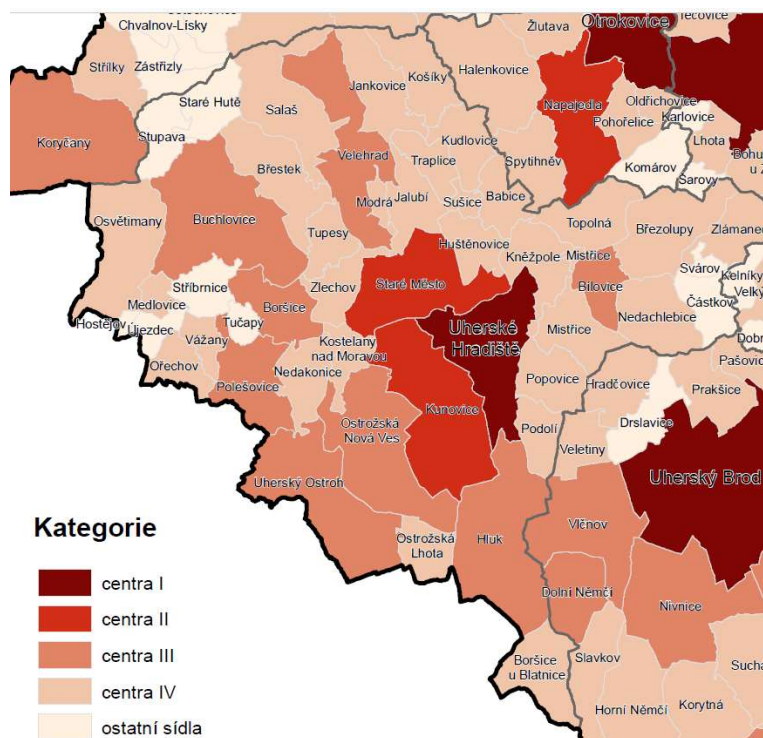 Otrokovice
Žlutava
Tečovice
Chvalnov-Lísky
Střílky
Zástřizly
Košíky
Halenkovice
Jankovice
Staré Hutě
Salaš
Napajedla
Oldřichovice
Karlovice
Koryčany
Pohořelice
Stupava
Kudlovice
Lhota
Velehrad
Traplice
Spytihněv
Břestek
Komárov
Šarovy
Modrá
Jalubí
Sušice
Babice
Osvětimany
Buchlovice
Topolná
Březolupy
Zlámanec
Tupesy
Huštěnovice
Kněžpole
Mistřice
Svárov
Kelníky
Zlechov
Staré Město
Bílovice
Částkov
Stříbrnice
Medlovice
Boršice
Nedachlebice
Hostějov
Újezdec
Tučapy
Uherské
Hradiště
Mistřice
Vážany
Kostelany
nad Moravou
Ořechov
Nedakonice
Popovice
Hradčovice
Prakšice
Polešovice
Kunovice
Ostrožská
Nová Ves
Podolí
Drslavice
Veletiny
Uherský Brod
Uherský Ostroh
Vlčnov
Ostrožská
Lhota
Hluk
Dolní Němčí
Nivnice
Boršice
u Blatnice
Slavkov
Horní Němčí
Korytná
Kategorie
centra I
centra II
centra III
centra IV
ostatní sídla